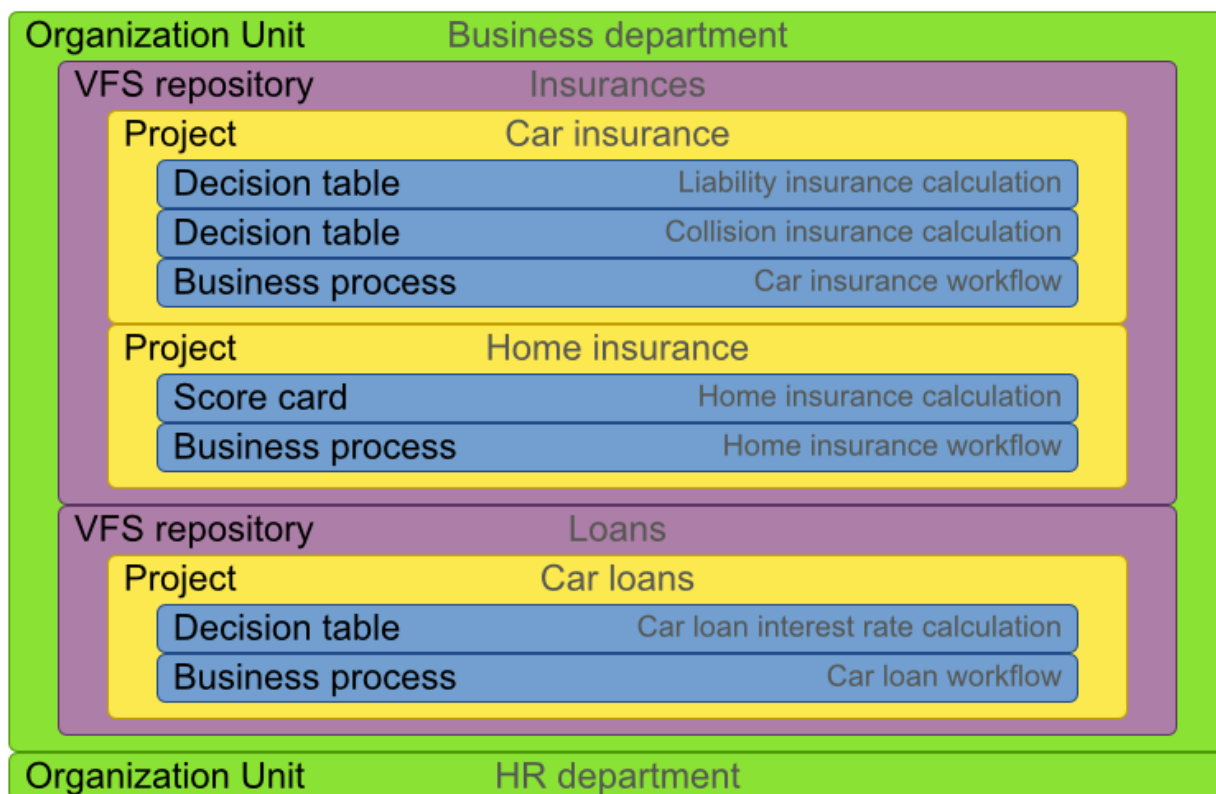 Organization Unit Business department
VFS repository Insurances
Project Car insurance
Decision table Liability insurance calculation
Decision table Collision insurance calculation
Business process Car insurance workflow
Project Home insurance
Score card Home insurance calculation
Business process Home insurance workflow
VFS repository Loans
Project Car loans
Decision table Car loan interest rate calculation
Business process Car loan workflow
Organization Unit HR department